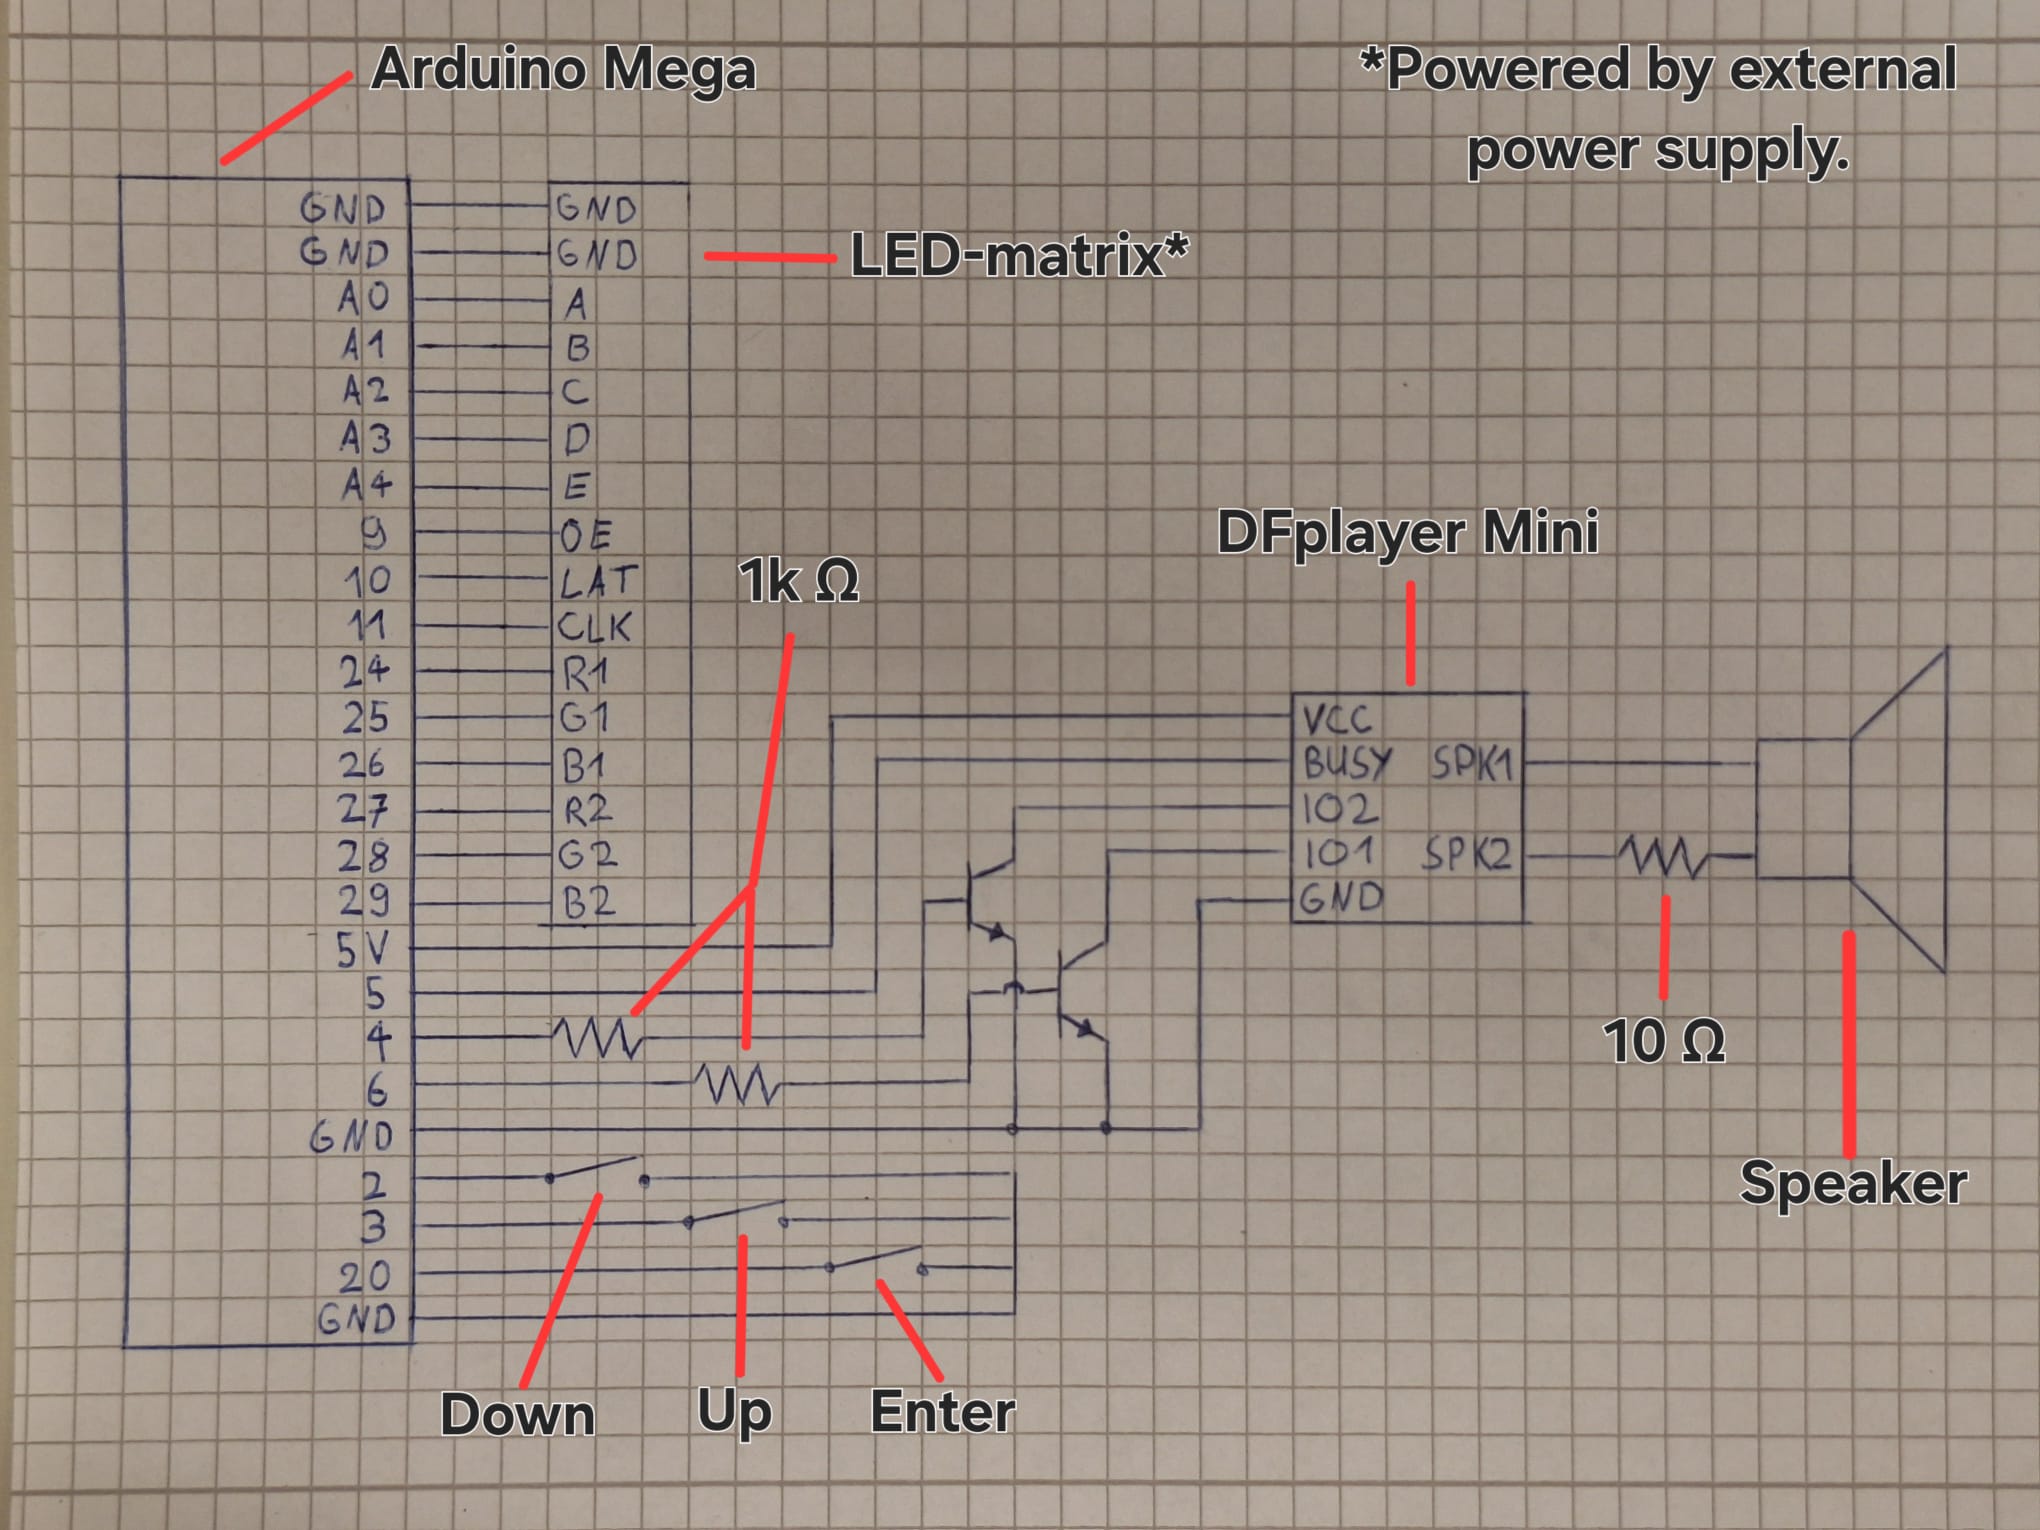 Arduino Mega
*Powered by external
power supply.
GND GND
GND GND
LED-matrix*
A0 A
A1 B
A2 C
A3 D
A4 E
9 OE
10 LAT
11 CLK
24 R1
25 G1
26 B1
27 R2
28 G2
29 B2
5V
5
4
6
GND
2
3
20
GND
1k Ω
DFplayer Mini
VCC
BUSY SPK1
IO2
IO1 SPK2
GND
10 Ω
Speaker
Down
Up
Enter